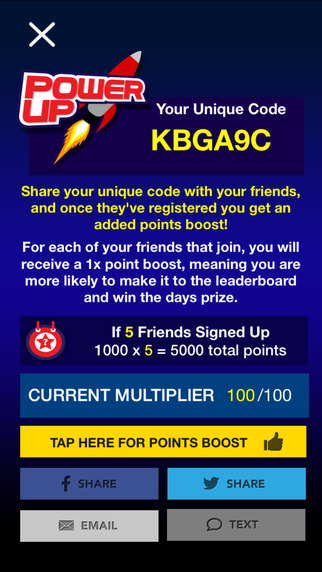 POWER
UP
Your Unique Code
KBGA9C
Share your unique code with your friends,
and once they've registered you get an
added points boost!
For each of your friends that join, you will
receive a 1x point boost, meaning you are
more likely to make it to the leaderboard
and win the days prize.
If 5 Friends Signed Up
1000 x 5 = 5000 total points
CURRENT MULTIPLIER 100/100
TAP HERE FOR POINTS BOOST
SHARE
SHARE
EMAIL
TEXT